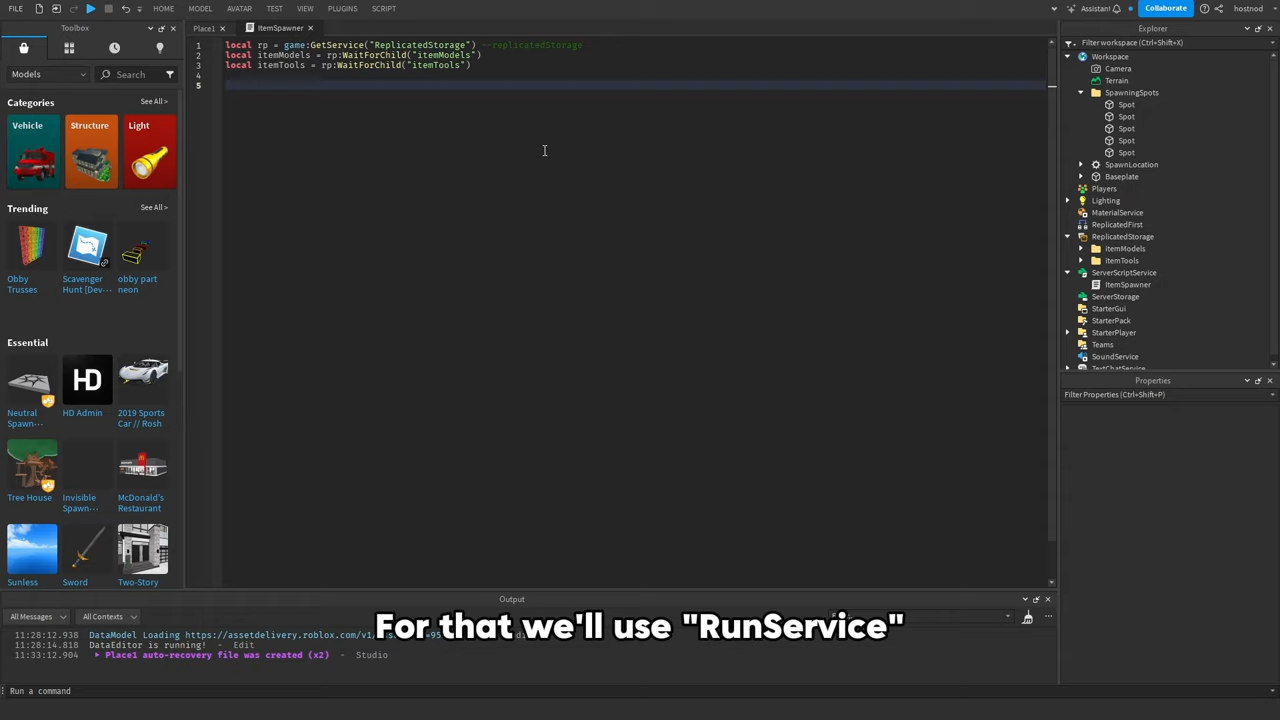 FILE
HOME MODEL AVATAR TEST VIEW PLUGINS SCRIPT
Assistant
Collaborate
hostnod
Toolbox
Place1
ItemSpawner
Explorer
Filter workspace (Ctrl+Shift+X)
Models
Search
Categories
See All >
Vehicle
Structure
Light
Trending
See All >
Obby
Trusses
Scavenger
Hunt [Dev-···
obby part
neon
Essential
See All >
Neutral
Spawn-···
HD
HD Admin
2019 Sports
Car // Rosh
Tree House
Invisible
Spawn-···
McDonald's
Restaurant
Sunless
Sword
Two-Story
1 local rp = game:GetService("ReplicatedStorage") --replicatedStorage
2 local itemModels = rp:WaitForChild("itemModels")
3 local itemTools = rp:WaitForChild("itemTools")
4
5
Workspace
Camera
Terrain
SpawningSpots
Spot
Spot
Spot
Spot
Spot
SpawnLocation
Baseplate
Players
Lighting
MaterialService
ReplicatedFirst
ReplicatedStorage
itemModels
itemTools
ServerScriptService
ItemSpawner
ServerStorage
StarterGui
StarterPack
StarterPlayer
Teams
SoundService
TextChatService
Properties
Filter Properties (Ctrl+Shift+P)
Output
All Messages
All Contexts
11:28:12.938 DataModel Loading https://assetdelivery.roblox.com/v1/
11:28:14.818 DataEditor is running! - Edit
11:33:12.904 Place1 auto-recovery file was created (x2) - Studio
For that we'll use "RunService"
Run a command